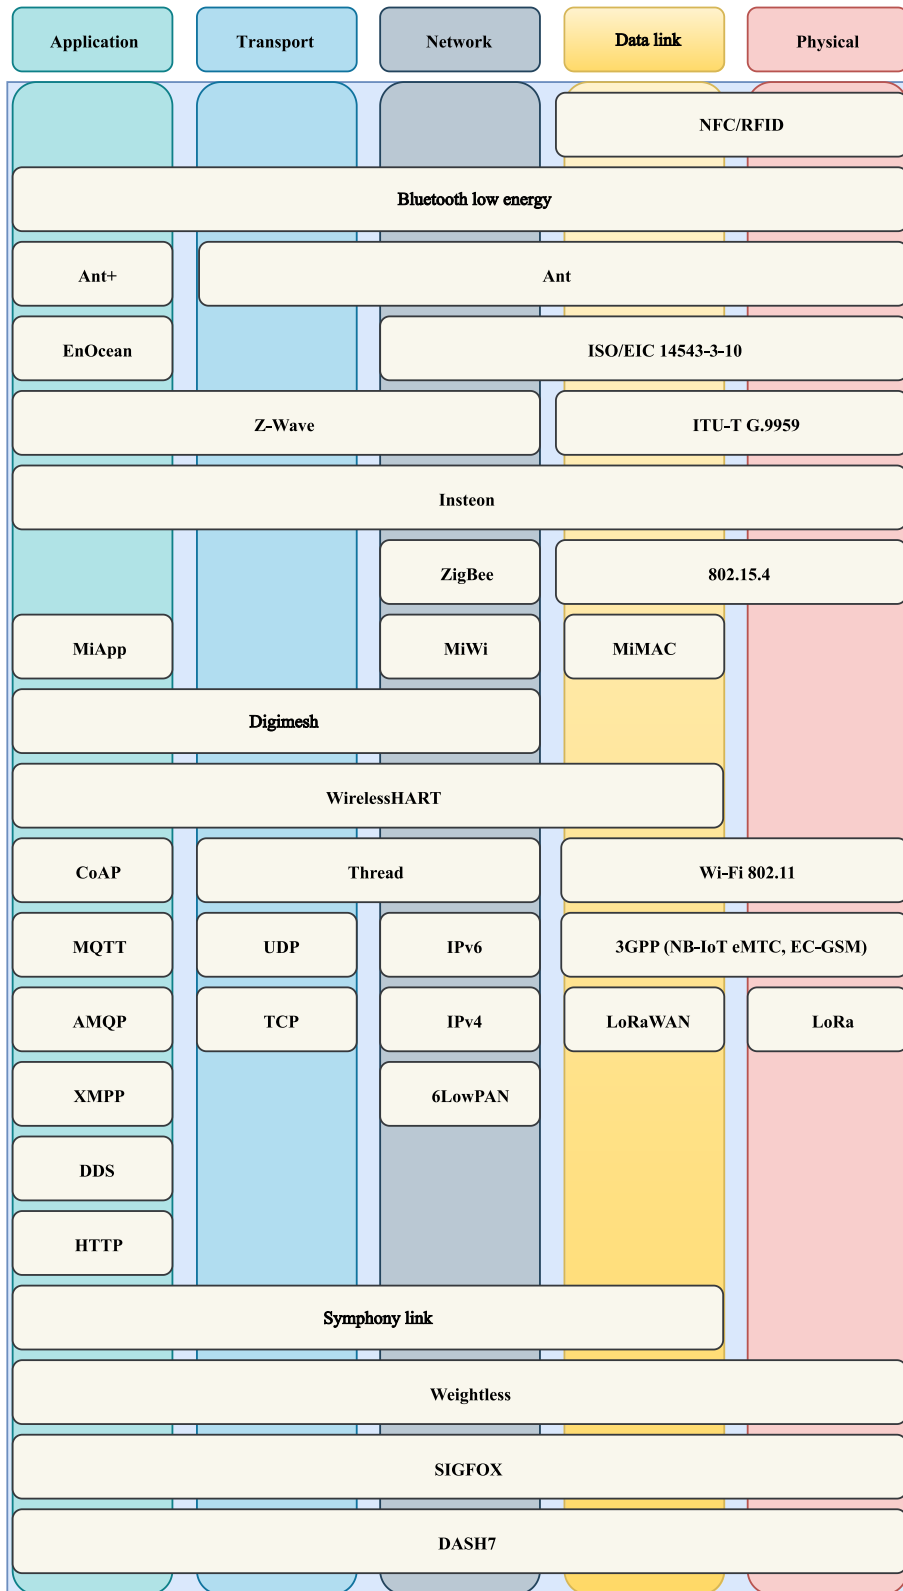 Application
Transport
Network
Data link
Physical
NFC/RFID
Bluetooth low energy
Ant+
Ant
EnOcean
ISO/EIC 14543-3-10
Z-Wave
ITU-T G.9959
Insteon
ZigBee
802.15.4
MiApp
MiWi
MiMAC
Digimesh
WirelessHART
CoAP
Thread
Wi-Fi 802.11
MQTT
UDP
IPv6
3GPP (NB-IoT eMTC, EC-GSM)
AMQP
TCP
IPv4
LoRaWAN
LoRa
XMPP
6LowPAN
DDS
HTTP
Symphony link
Weightless
SIGFOX
DASH7